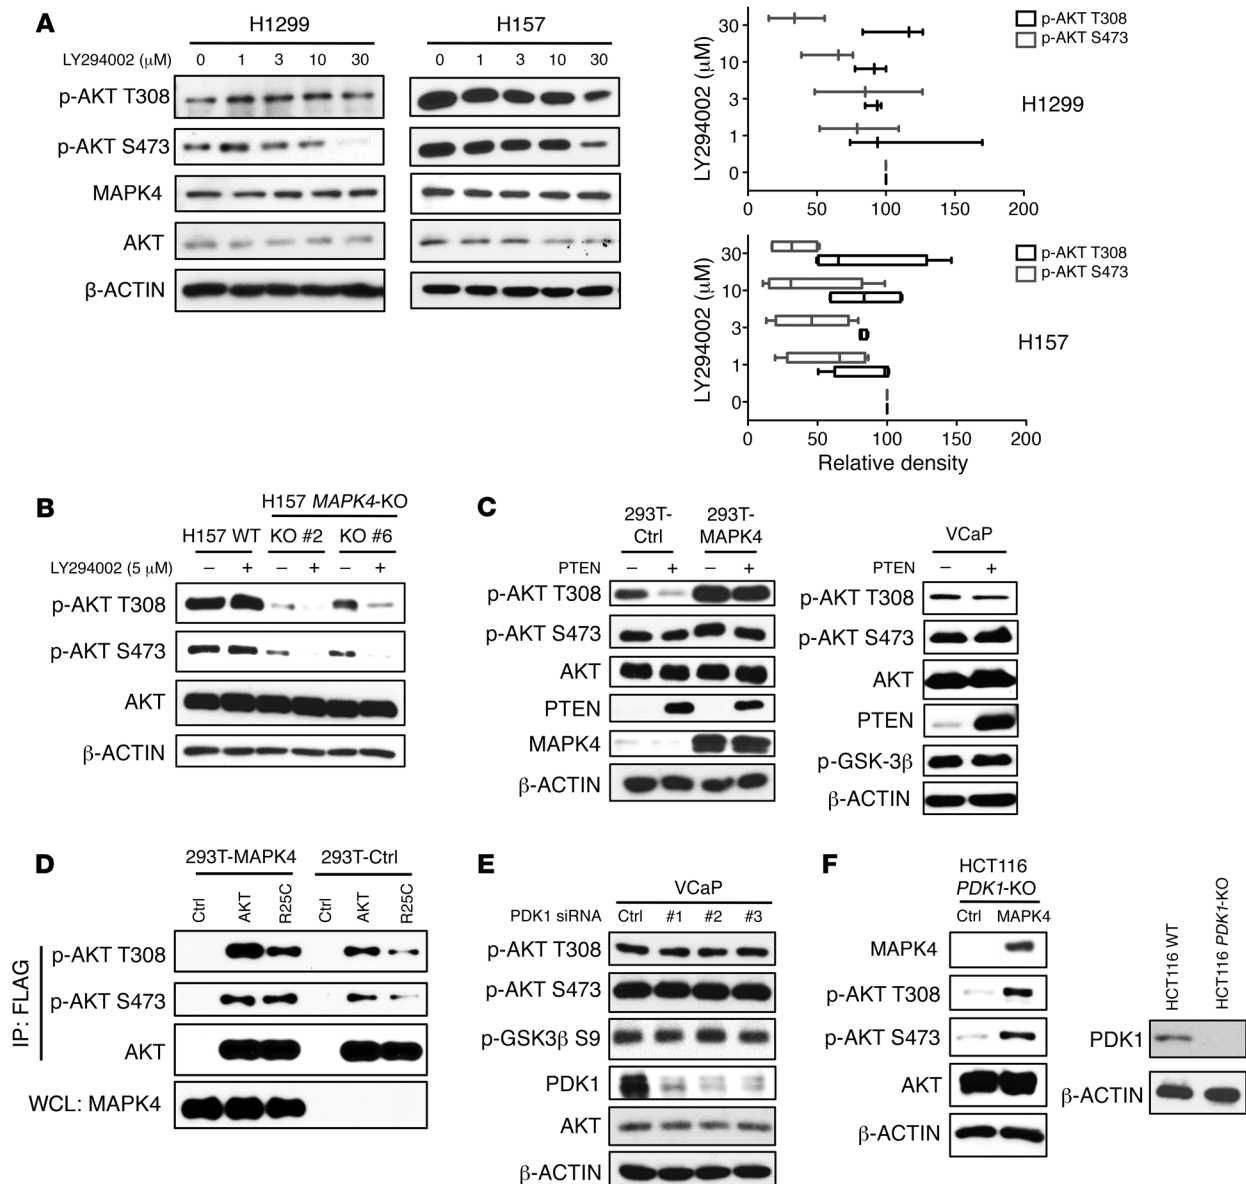 A
H1299
H157
LY294002 (μM)
0 1 3 10 30
0 1 3 10 30
p-AKT T308
p-AKT S473
MAPK4
AKT
β-ACTIN
LY294002 (μM)
30
10
3
1
0
0 50 100 150 200
p-AKT T308
p-AKT S473
H1299
LY294002 (μM)
30
10
3
1
0
0 50 100 150 200
Relative density
p-AKT T308
p-AKT S473
H157
B
H157 MAPK4-KO
H157 WT KO #2 KO #6
LY294002 (5 μM) – + – + – +
p-AKT T308
p-AKT S473
AKT
β-ACTIN
C
293T-Ctrl
293T-MAPK4
PTEN – + – +
p-AKT T308
p-AKT S473
AKT
PTEN
MAPK4
β-ACTIN
VCaP
PTEN – +
p-AKT T308
p-AKT S473
AKT
PTEN
p-GSK-3β
β-ACTIN
D
293T-MAPK4 293T-Ctrl
Ctrl AKT R25C Ctrl AKT R25C
IP: FLAG
p-AKT T308
p-AKT S473
AKT
WCL: MAPK4
E
VCaP
PDK1 siRNA Ctrl #1 #2 #3
p-AKT T308
p-AKT S473
p-GSK3β S9
PDK1
AKT
β-ACTIN
F
HCT116
PDK1-KO
Ctrl MAPK4
MAPK4
p-AKT T308
p-AKT S473
AKT
β-ACTIN
HCT116 WT
HCT116 PDK1-KO
PDK1
β-ACTIN